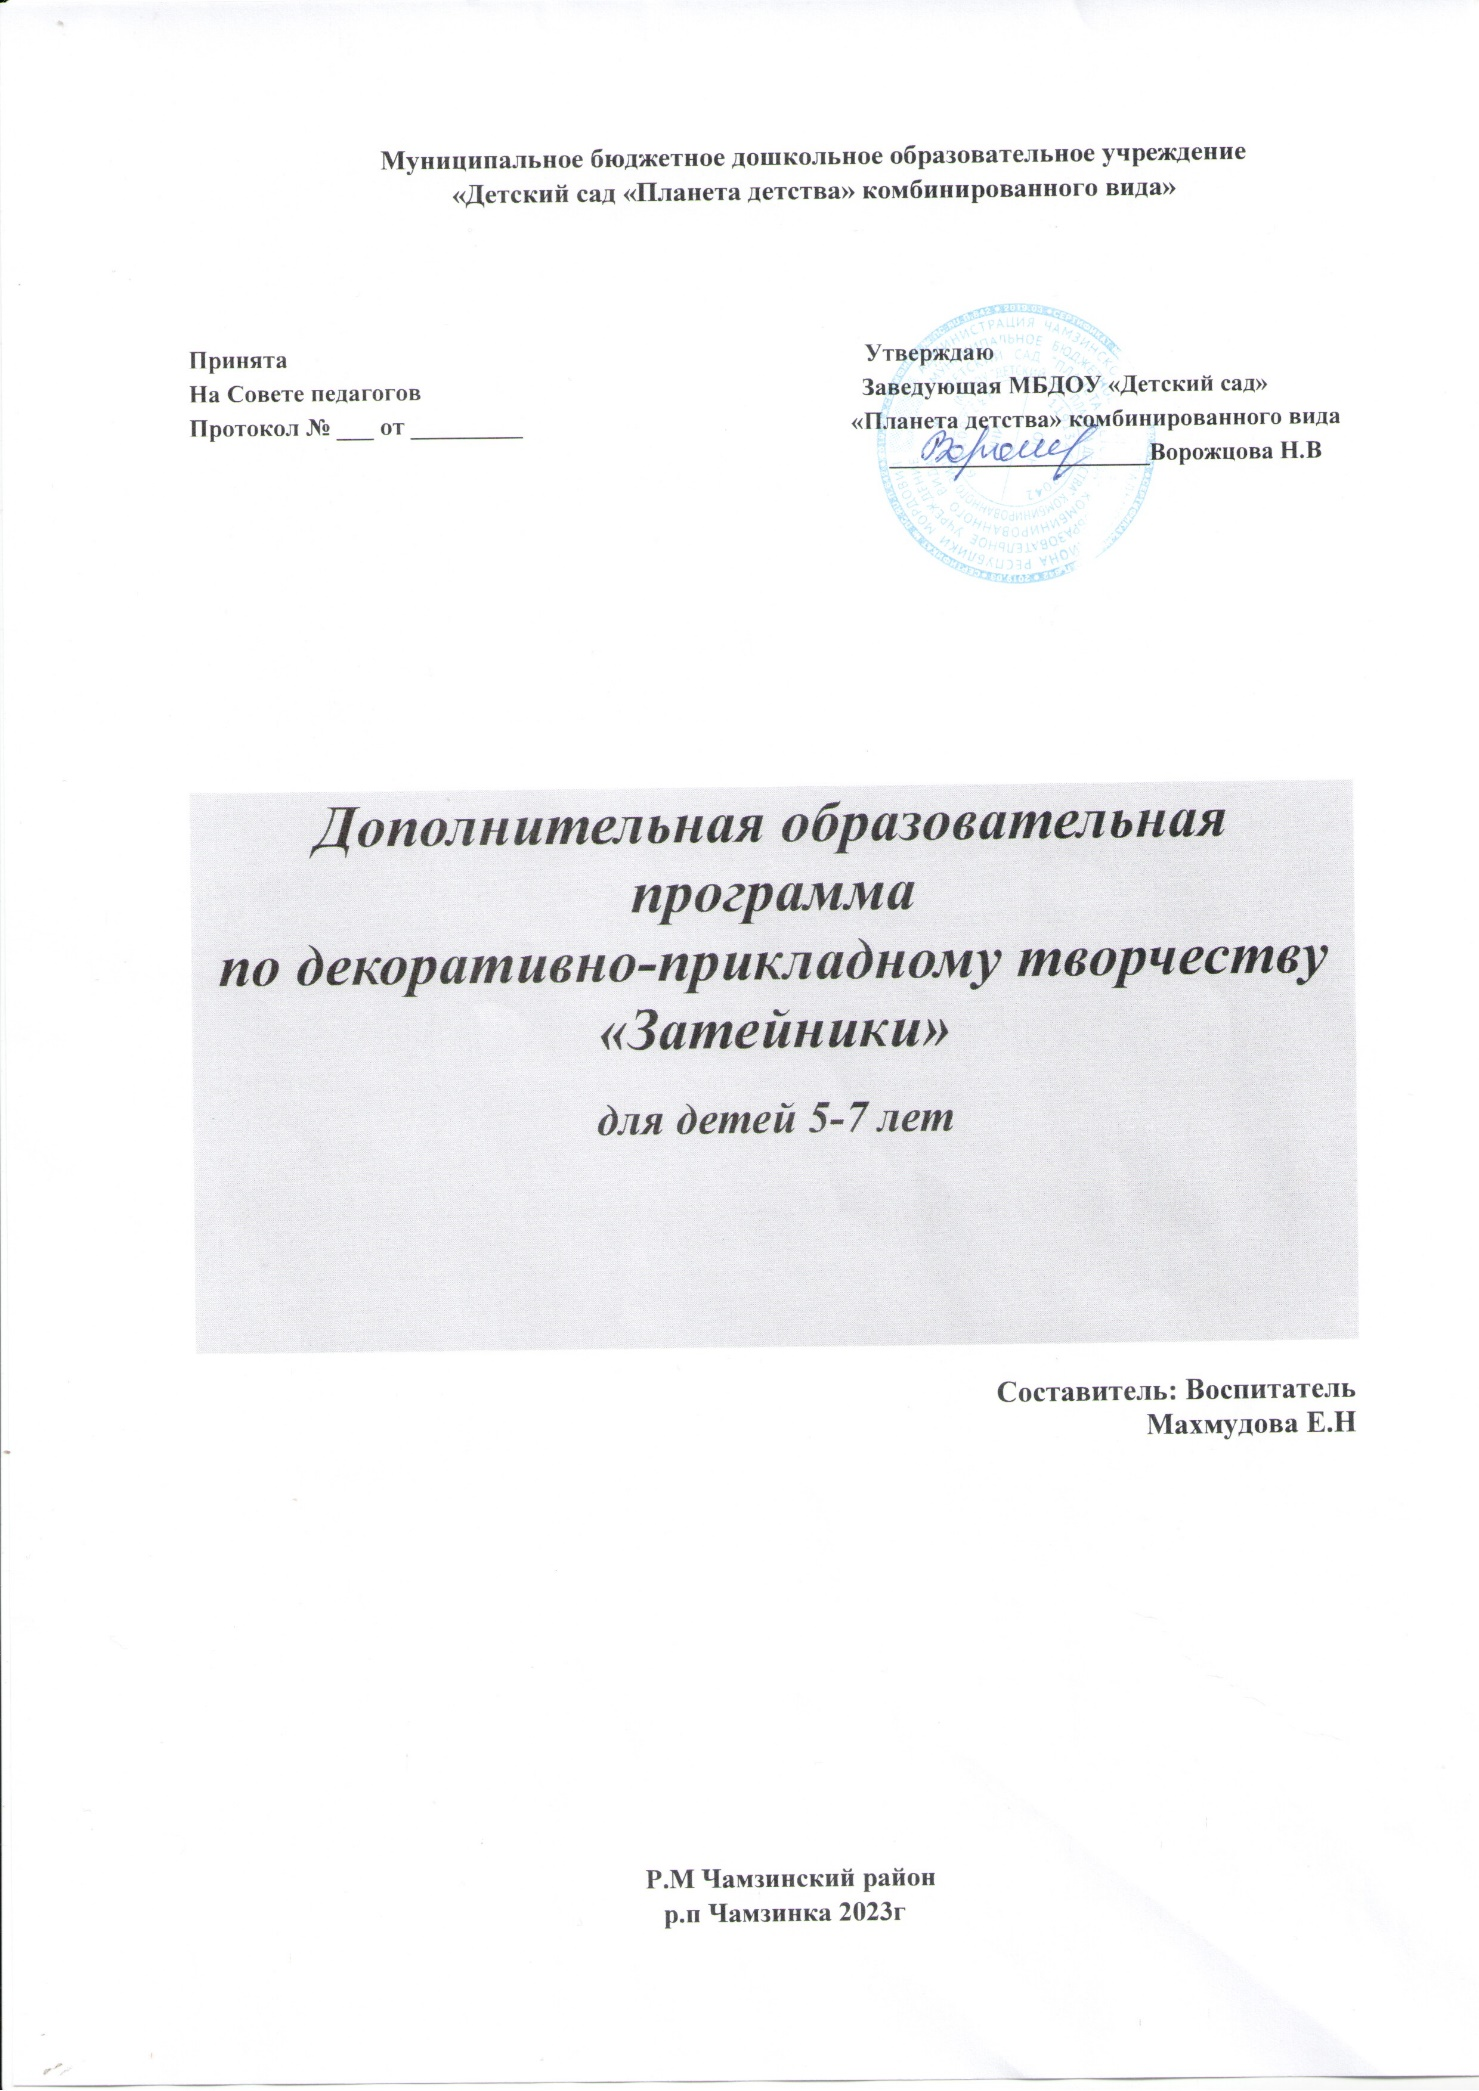 Муниципальное бюджетное дошкольное образовательное учреждение
«Детский сад «Планета детства» комбинированного вида»
Принята
На Совете педагогов
Протокол № ___ от _________
Утверждаю
Заведующая МБДОУ «Детский сад»
«Планета детства» комбинированного вида
_____________________Ворожцова Н.В
Дополнительная образовательная
программа
по декоративно-прикладному творчеству
«Затейники»
для детей 5-7 лет
Составитель: Воспитатель
Махмудова Е.Н
Р.М Чамзинский район
р.п Чамзинка 2023г